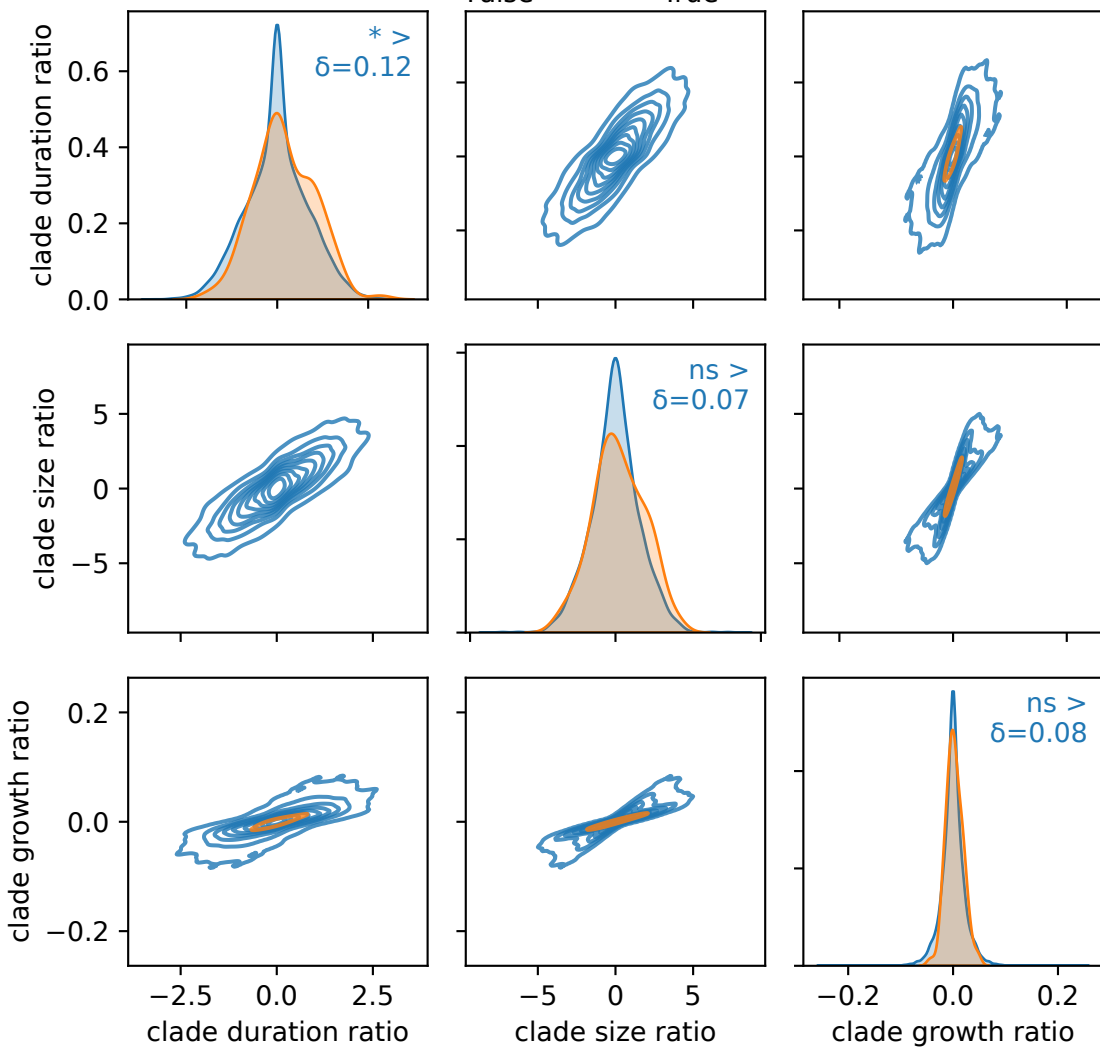 clade duration ratio
0.6
0.4
0.2
0.0
* >
δ=0.12
clade size ratio
5
0
−5
ns >
δ=0.07
clade growth ratio
0.2
0.0
−0.2
ns >
δ=0.08
−2.5 0.0 2.5
−5 0 5
−0.2 0.0 0.2
clade duration ratio
clade size ratio
clade growth ratio